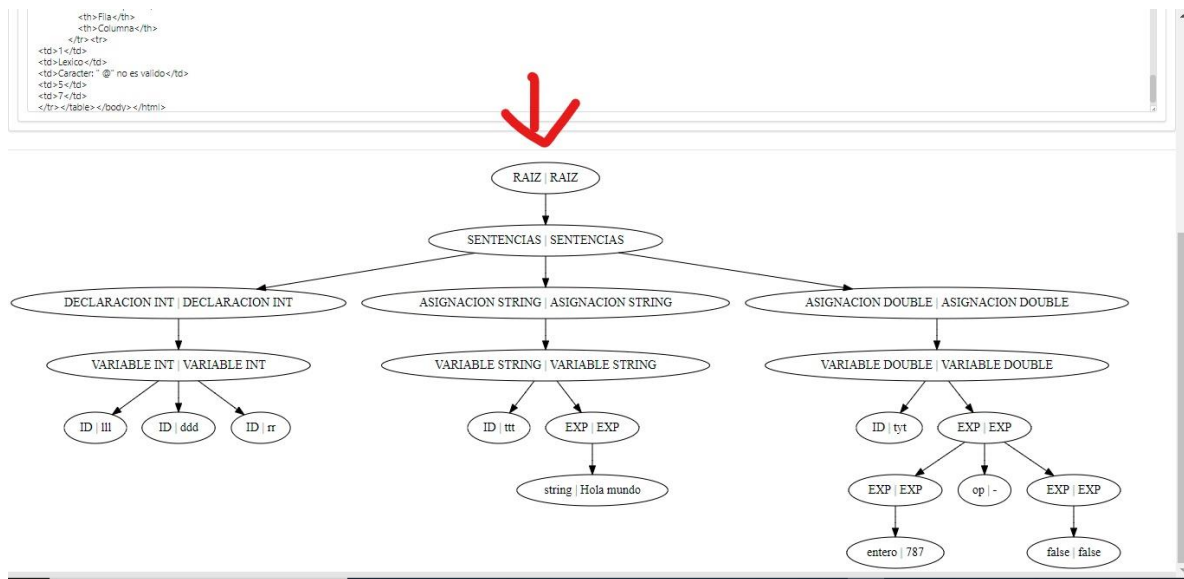 <th>Fila</th>
<th>Columna</th>
</tr><tr>
<td>1</td>
<td>Lexico</td>
<td>Caracter: " @" no es valido</td>
<td>5</td>
<td>7</td>
</tr></table></body></html>
RAIZ | RAIZ
SENTENCIAS | SENTENCIAS
DECLARACION INT | DECLARACION INT
ASIGNACION STRING | ASIGNACION STRING
ASIGNACION DOUBLE | ASIGNACION DOUBLE
VARIABLE INT | VARIABLE INT
VARIABLE STRING | VARIABLE STRING
VARIABLE DOUBLE | VARIABLE DOUBLE
ID | lll
ID | ddd
ID | rr
ID | ttt
EXP | EXP
ID | tyt
EXP | EXP
string | Hola mundo
EXP | EXP
op | -
EXP | EXP
entero | 787
false | false